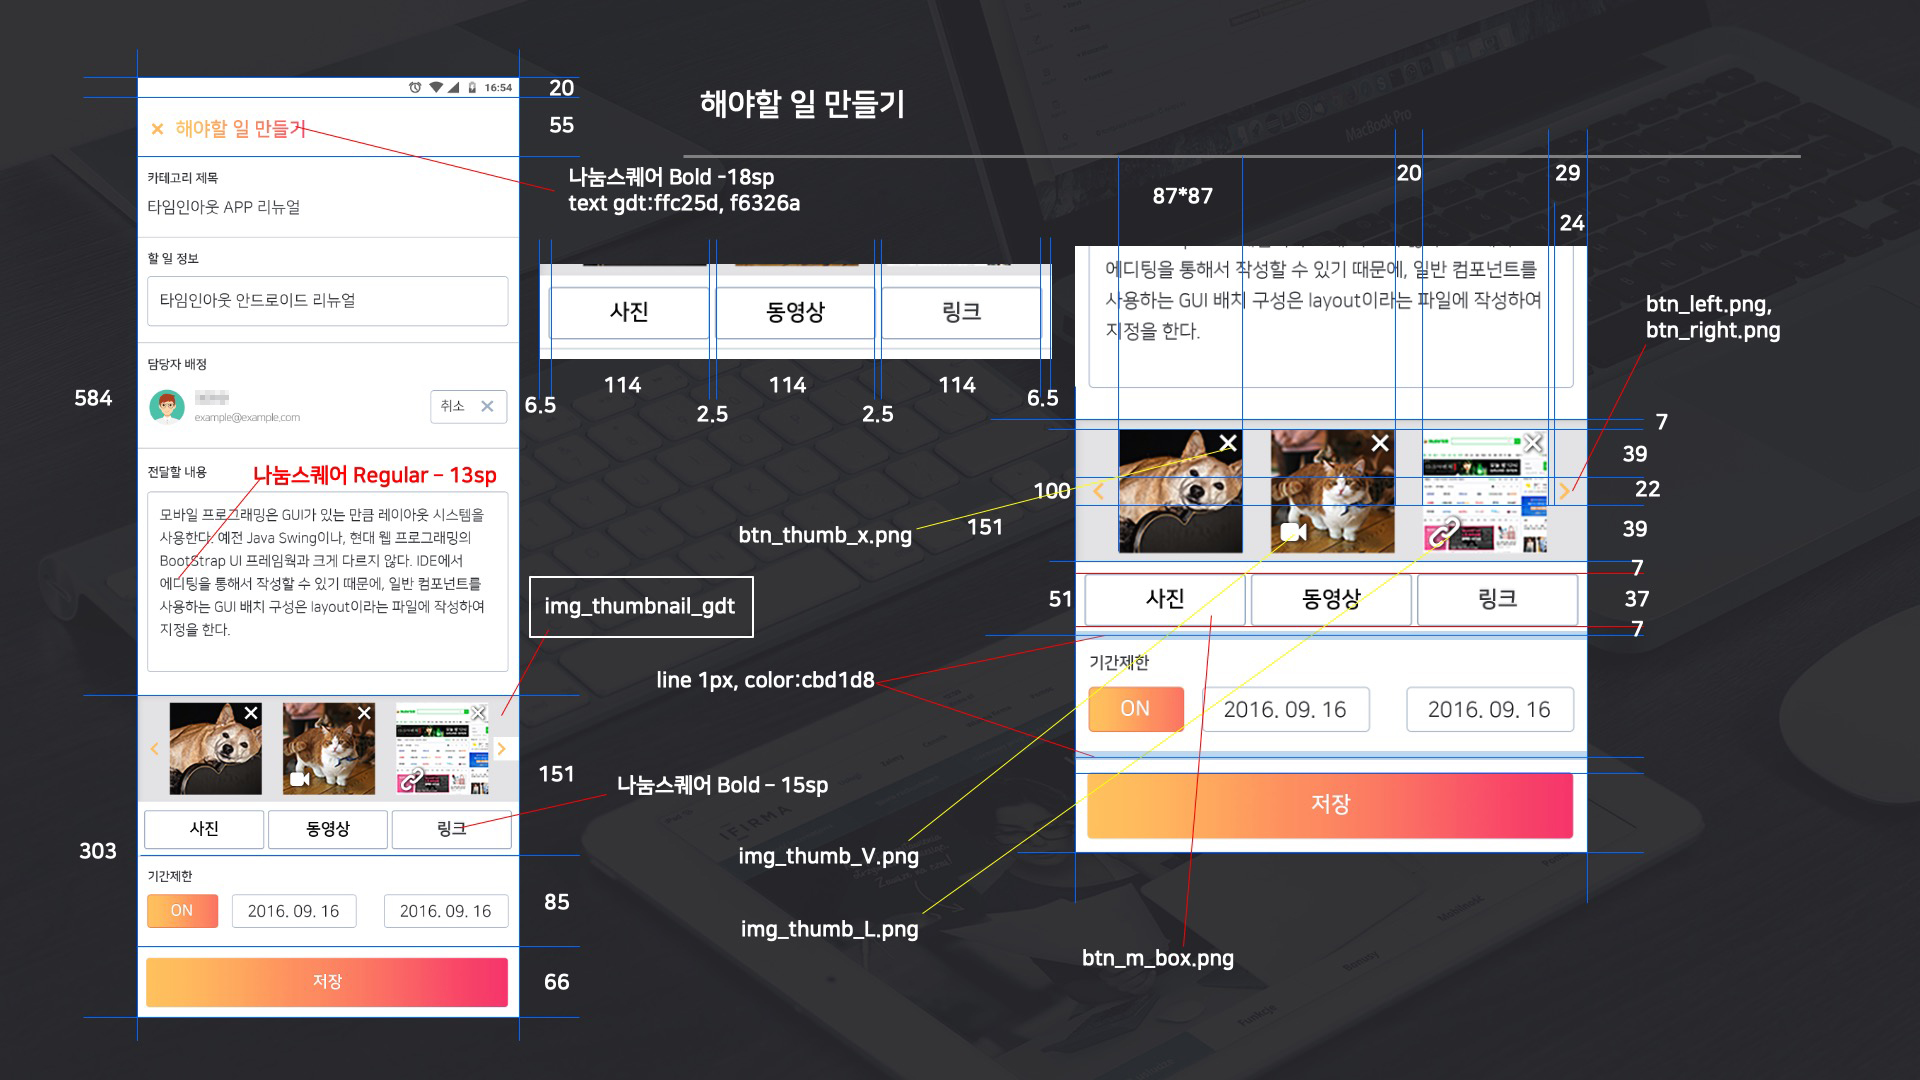 해야할 일 만들기
16:54
해야할 일 만들기
카테고리 제목
타임인아웃 APP 리뉴얼
할 일 정보
타임인아웃 안드로이드 리뉴얼
담당자 배정
example@example.com
취소
전달할 내용
나눔스퀘어 Regular - 13sp
모바일 프로그래밍은 GUI가 있는 만큼 레이아웃 시스템을
사용한다. 예전 Java Swing이나, 현대 웹 프로그래밍의
BootStrap UI 프레임웍과 크게 다르지 않다. IDE에서
에디팅을 통해서 작성할 수 있기 때문에, 일반 컴포넌트를
사용하는 GUI 배치 구성은 layout이라는 파일에 작성하여
지정을 한다.
사진
동영상
링크
기간제한
ON
2016. 09. 16
2016. 09. 16
저장
584
303
20
55
151
85
66
나눔스퀘어 Bold -18sp
text gdt:ffc25d, f6326a
사진
동영상
링크
114
114
114
6.5
2.5
2.5
6.5
btn_thumb_x.png
img_thumbnail_gdt
line 1px, color:cbd1d8
나눔스퀘어 Bold - 15sp
img_thumb_V.png
img_thumb_L.png
btn_m_box.png
87*87
20
29
24
에디팅을 통해서 작성할 수 있기 때문에, 일반 컴포넌트를
사용하는 GUI 배치 구성은 layout이라는 파일에 작성하여
지정을 한다.
btn_left.png,
btn_right.png
100
151
51
7
39
22
39
7
37
7
사진
동영상
링크
기간제한
ON
2016. 09. 16
2016. 09. 16
저장
MacBook Pro
IFIRMA